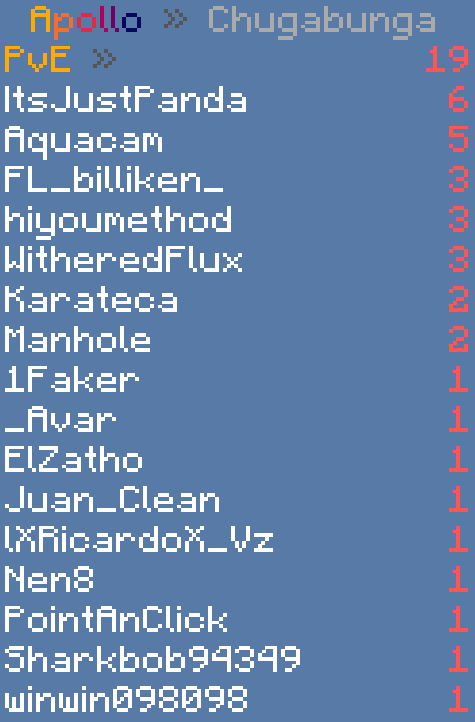 Apollo » Chugabunga
PvE » 19
ItsJustPanda 6
Aquacam 5
FL_billiken_ 3
hiyoumethod 3
WitheredFlux 3
Karateca 2
Manhole 2
1Faker 1
_Avar 1
ElZatho 1
Juan_Clean 1
lXRicardoX_Vz 1
Nen8 1
PointAnClick 1
Sharkbob94349 1
winwin098098 1